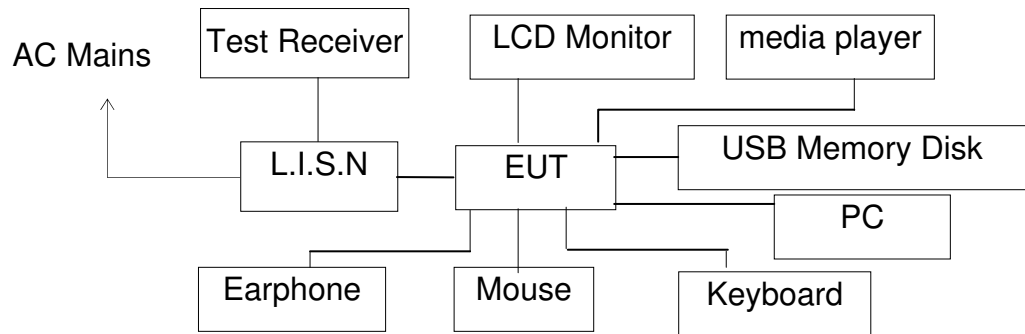 AC Mains
Test Receiver
LCD Monitor
media player
L.I.S.N
EUT
USB Memory Disk
PC
Earphone
Mouse
Keyboard